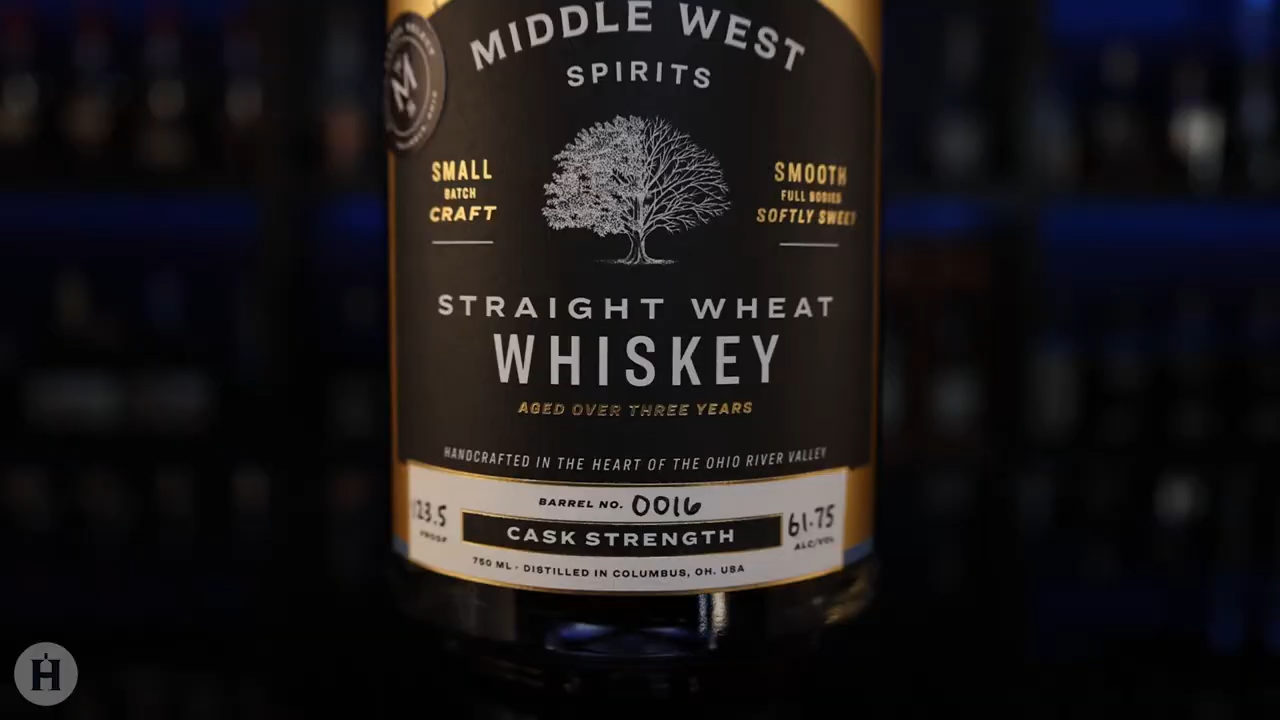 MIDDLE WEST
SPIRITS
M
SMALL
BATCH
CRAFT
SMOOTH
FULL BODIED
SOFTLY SWEET
STRAIGHT WHEAT
WHISKEY
AGED OVER THREE YEARS
HANDCRAFTED IN THE HEART OF THE OHIO RIVER VALLEY
BARREL NO. 0016
123.5
PROOF
CASK STRENGTH
61.75
ALC/VOL
750 ML · DISTILLED IN COLUMBUS, OH. USA
H